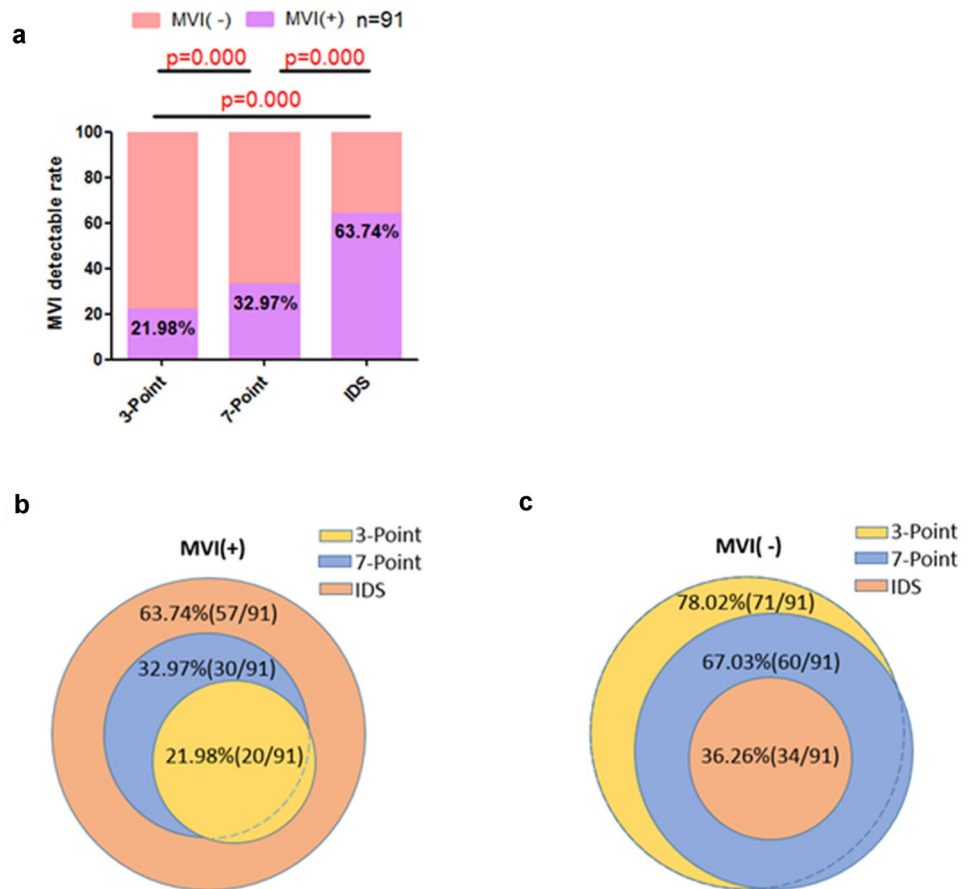 a
MVI( -) MVI(+) n=91
p=0.000 p=0.000
p=0.000
MVI detectable rate
100
80
60
40
20
0
21.98%
32.97%
63.74%
3-Point
7-Point
IDS
b
MVI(+)
3-Point
7-Point
IDS
63.74%(57/91)
32.97%(30/91)
21.98%(20/91)
c
MVI( -)
3-Point
7-Point
IDS
78.02%(71/91)
67.03%(60/91)
36.26%(34/91)